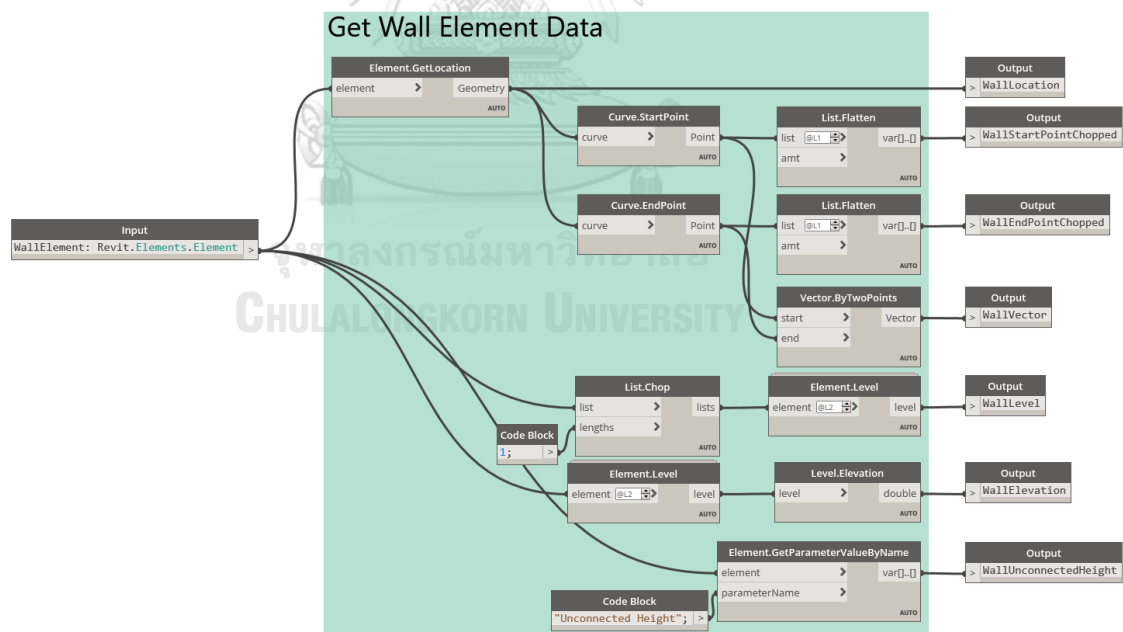 Get Wall Element Data
Element.GetLocation
element > Geometry
AUTO
Output
> WallLocation
Curve.StartPoint
curve > Point
AUTO
List.Flatten
list @L1 > var[]..[]
amt >
AUTO
Output
> WallStartPointChopped
Curve.EndPoint
curve > Point
AUTO
List.Flatten
list @L1 > var[]..[]
amt >
AUTO
Output
> WallEndPointChopped
Input
WallElement: Revit.Elements.Element >
จุฬาลงกรณ์มหาวิทยาลัย
CHULALONGKORN UNIVERSITY
Vector.ByTwoPoints
start > Vector
end >
AUTO
Output
> WallVector
List.Chop
list > lists
lengths >
AUTO
Element.Level
element @L2 > level
AUTO
Output
> WallLevel
Code Block
1; >
Element.Level
element @L2 > level
AUTO
Level.Elevation
level > double
AUTO
Output
> WallElevation
Element.GetParameterValueByName
element > var[]..[]
parameterName >
AUTO
Output
> WallUnconnectedHeight
Code Block
"Unconnected Height"; >